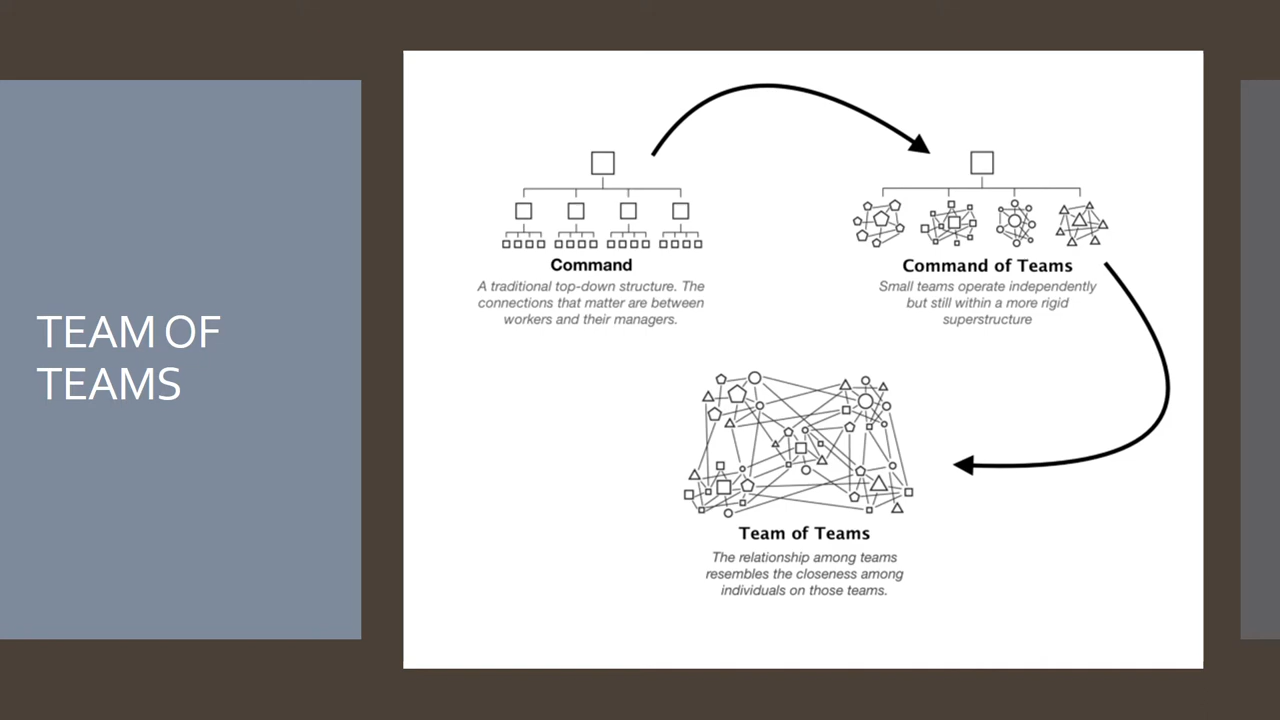 TEAM OF
TEAMS
Command
A traditional top-down structure. The
connections that matter are between
workers and their managers.
Command of Teams
Small teams operate independently
but still within a more rigid
superstructure
Team of Teams
The relationship among teams
resembles the closeness among
individuals on those teams.